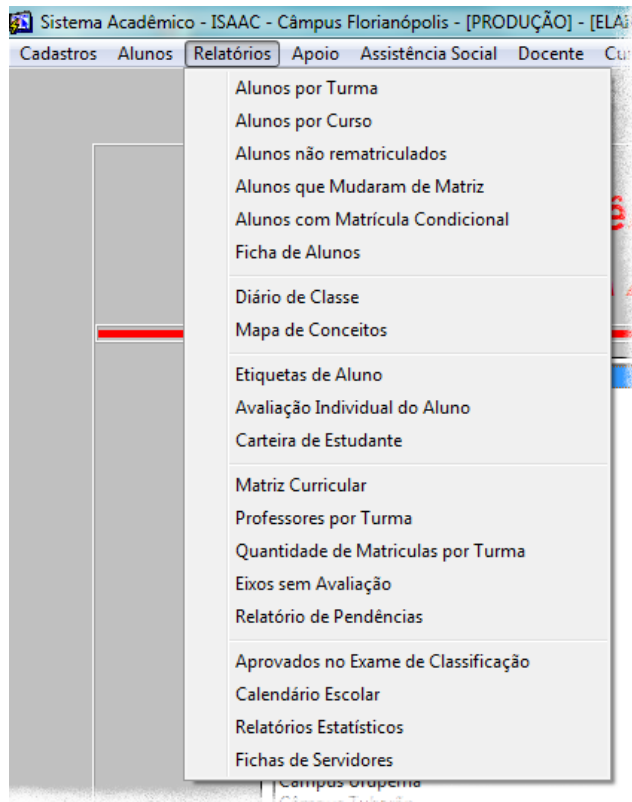 Sistema Acadêmico - ISAAC - Câmpus Florianópolis - [PRODUÇÃO] -
Cadastros Alunos Relatórios Apoio Assistência Social Docente
Alunos por Turma
Alunos por Curso
Alunos não rematriculados
Alunos que Mudaram de Matriz
Alunos com Matrícula Condicional
Ficha de Alunos
Diário de Classe
Mapa de Conceitos
Etiquetas de Aluno
Avaliação Individual do Aluno
Carteira de Estudante
Matriz Curricular
Professores por Turma
Quantidade de Matriculas por Turma
Eixos sem Avaliação
Relatório de Pendências
Aprovados no Exame de Classificação
Calendário Escolar
Relatórios Estatísticos
Fichas de Servidores
Câmpus Urupema